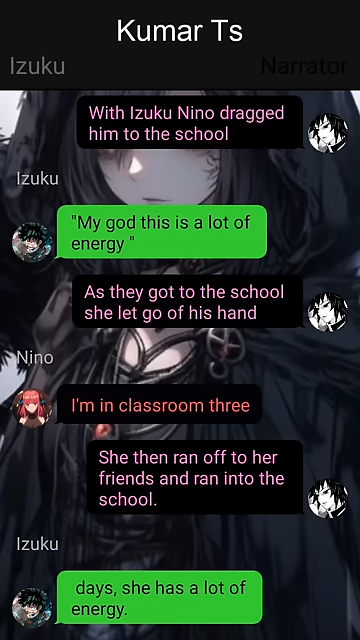 Kumar Ts
Izuku
Narrator
With Izuku Nino dragged
him to the school
Izuku
"My god this is a lot of
energy "
As they got to the school
she let go of his hand
Nino
I'm in classroom three
She then ran off to her
friends and ran into the
school.
Izuku
days, she has a lot of
energy.